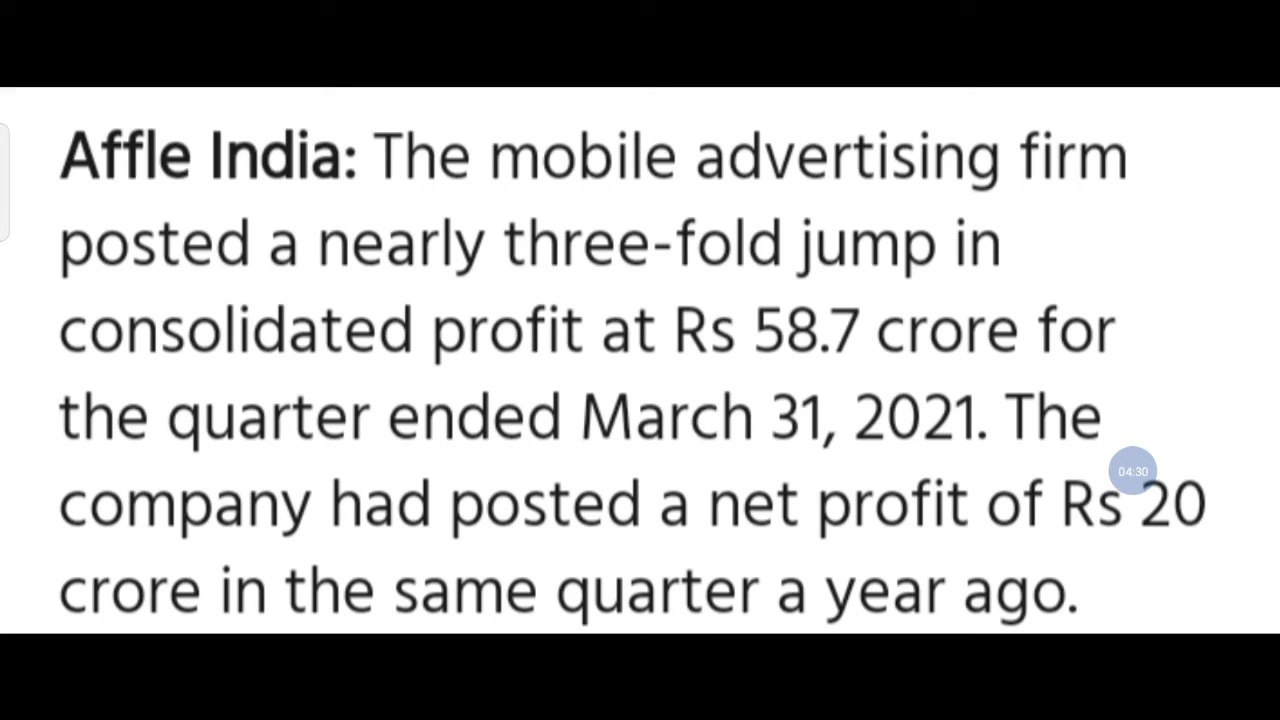 Affle India: The mobile advertising firm
posted a nearly three-fold jump in
consolidated profit at Rs 58.7 crore for
the quarter ended March 31, 2021. The
04:30
company had posted a net profit of Rs 20
crore in the same quarter a year ago.